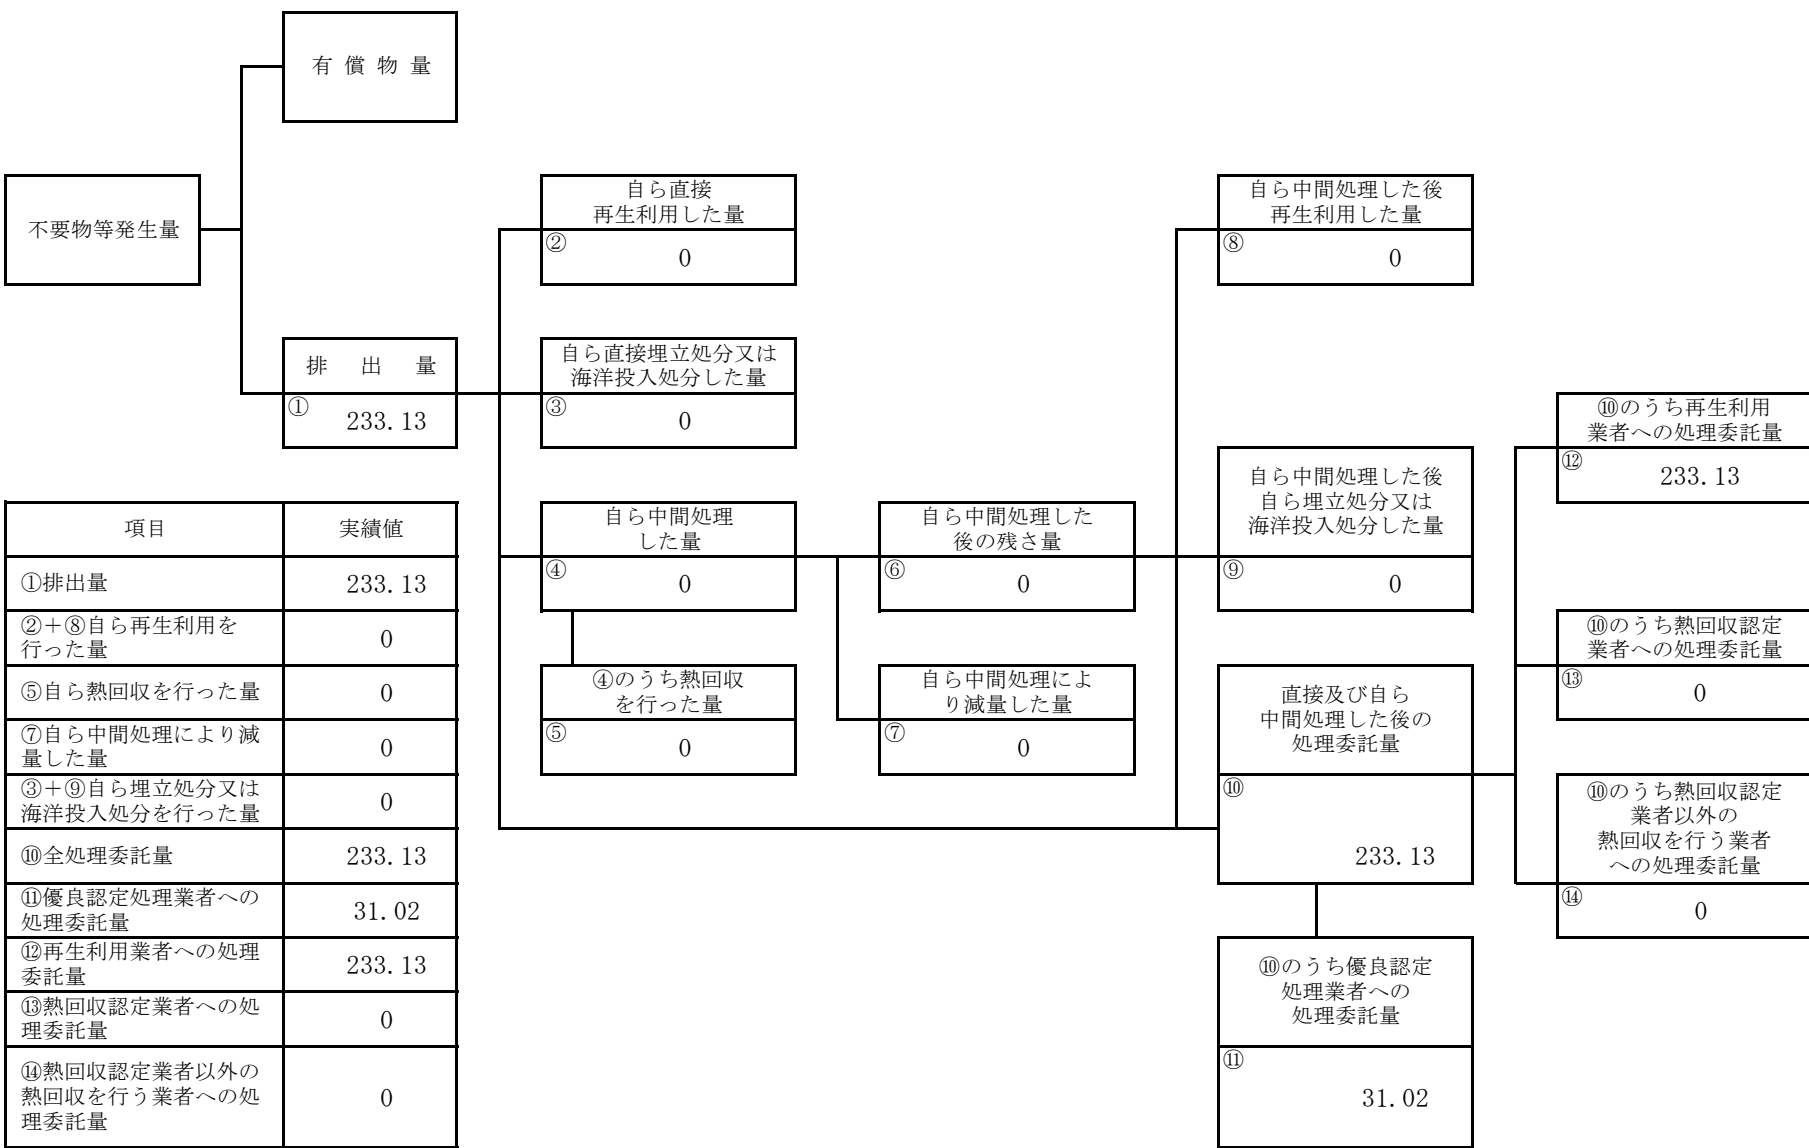 有 償 物 量
不要物等発生量
排 出 量
①
233.13
自ら直接
再生利用した量
②
0
自ら直接埋立処分又は
海洋投入処分した量
③
0
自ら中間処理
した量
④
0
④のうち熱回収
を行った量
⑤
0
自ら中間処理した
後の残さ量
⑥
0
自ら中間処理によ
り減量した量
⑦
0
自ら中間処理した後
再生利用した量
⑧
0
自ら中間処理した後
自ら埋立処分又は
海洋投入処分した量
⑨
0
直接及び自ら
中間処理した後の
処理委託量
⑩
233.13
⑩のうち優良認定
処理業者への
処理委託量
⑪
31.02
⑩のうち再生利用
業者への処理委託量
⑫
233.13
⑩のうち熱回収認定
業者への処理委託量
⑬
0
⑩のうち熱回収認定
業者以外の
熱回収を行う業者
への処理委託量
⑭
0
項目 実績値
①排出量 233.13
②＋⑧自ら再生利用を
行った量
0
⑤自ら熱回収を行った量 0
⑦自ら中間処理により減
量した量
0
③＋⑨自ら埋立処分又は
海洋投入処分を行った量
0
⑩全処理委託量 233.13
⑪優良認定処理業者への
処理委託量
31.02
⑫再生利用業者への処理
委託量
233.13
⑬熱回収認定業者への処
理委託量
0
⑭熱回収認定業者以外の
熱回収を行う業者への処
理委託量
0